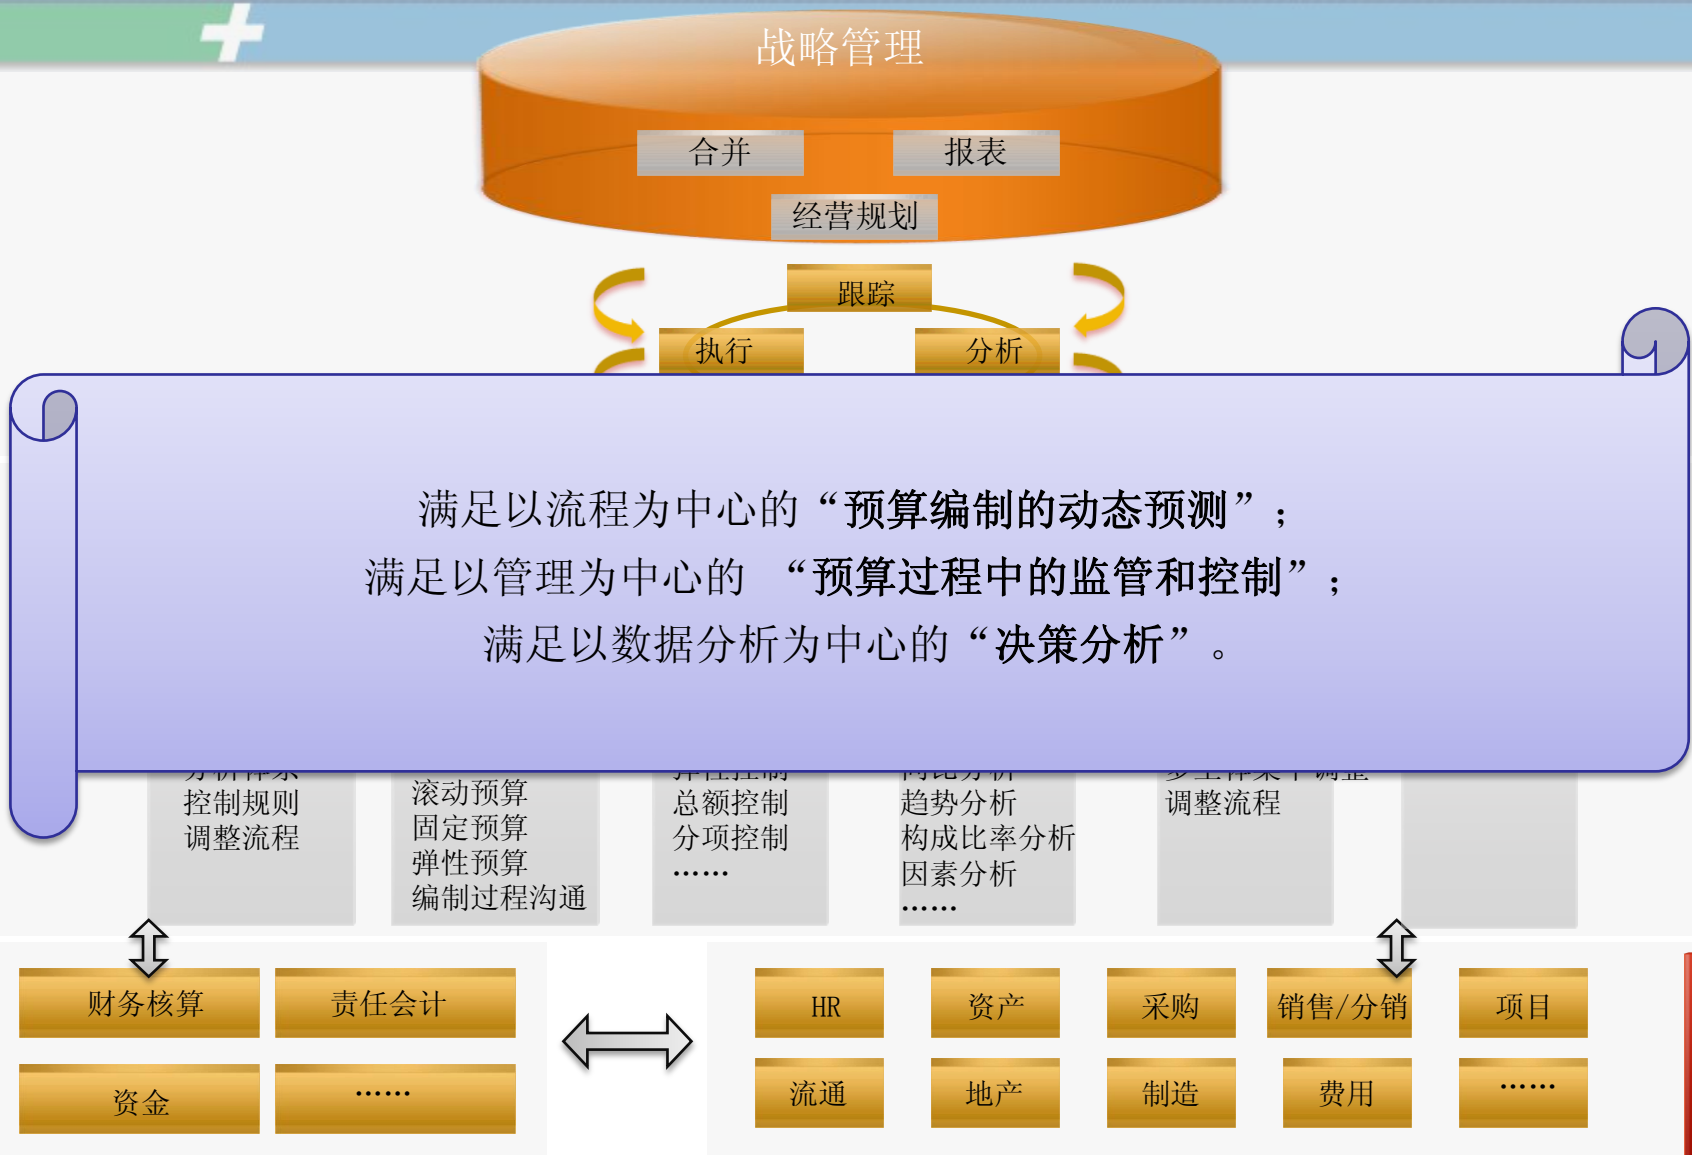 战略管理
合并
报表
经营规划
跟踪
执行
分析
满足以流程为中心的“预算编制的动态预测”；
满足以管理为中心的 “预算过程中的监管和控制”；
满足以数据分析为中心的“决策分析”。
控制规则
调整流程
滚动预算
固定预算
弹性预算
编制过程沟通
总额控制
分项控制
……
趋势分析
构成比率分析
因素分析
……
调整流程
财务核算
责任会计
资金
……
HR
资产
采购
销售/分销
项目
流通
地产
制造
费用
……